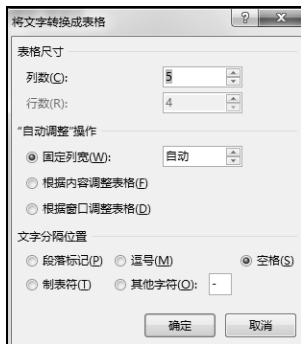 将文字转换成表格
表格尺寸
列数(C): 5
行数(R): 4
“自动调整”操作
固定列宽(W): 自动
根据内容调整表格(F)
根据窗口调整表格(D)
文字分隔位置
段落标记(P) 逗号(M) 空格(S)
制表符(T) 其他字符(O): -
确定 取消